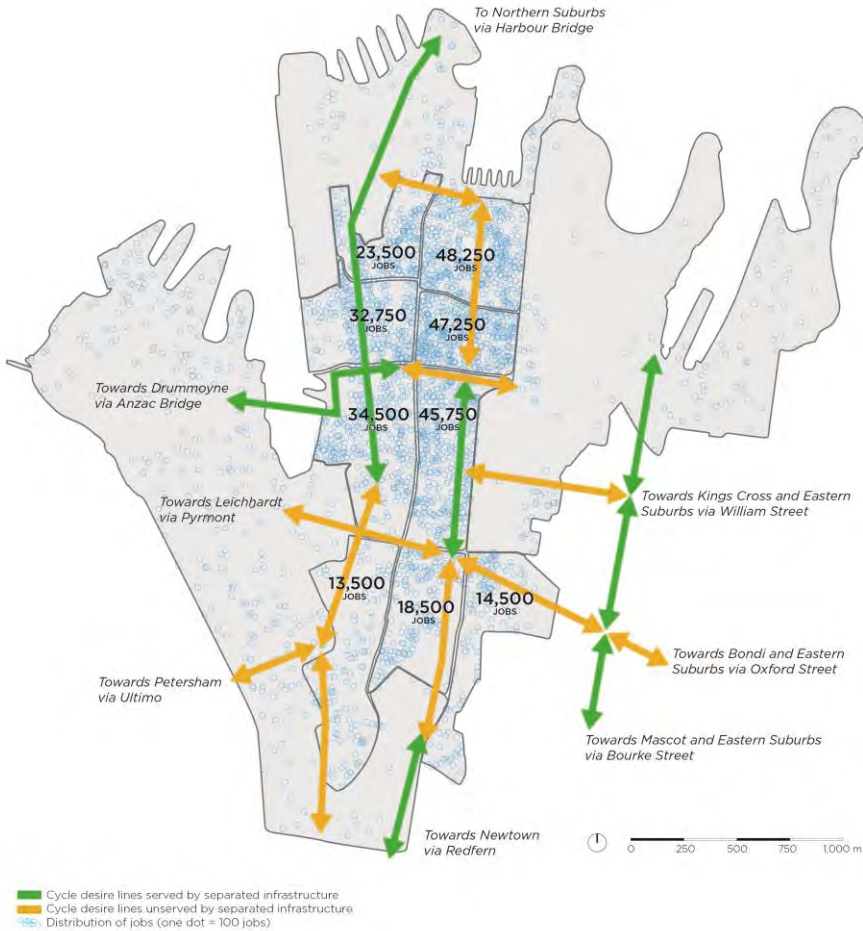 To Northern Suburbs
via Harbour Bridge
23,500
JOBS
48,250
JOBS
32,750
JOBS
47,250
JOBS
Towards Drummoyne
via Anzac Bridge
34,500
JOBS
45,750
JOBS
Towards Leichhardt
via Pyrmont
Towards Kings Cross and Eastern
Suburbs via William Street
13,500
JOBS
18,500
JOBS
14,500
JOBS
Towards Petersham
via Ultimo
Towards Bondi and Eastern
Suburbs via Oxford Street
Towards Mascot and Eastern Suburbs
via Bourke Street
Towards Newtown
via Redfern
0 250 500 750 1,000 m
Cycle desire lines served by separated infrastructure
Cycle desire lines unserved by separated infrastructure
Distribution of jobs (one dot = 100 jobs)